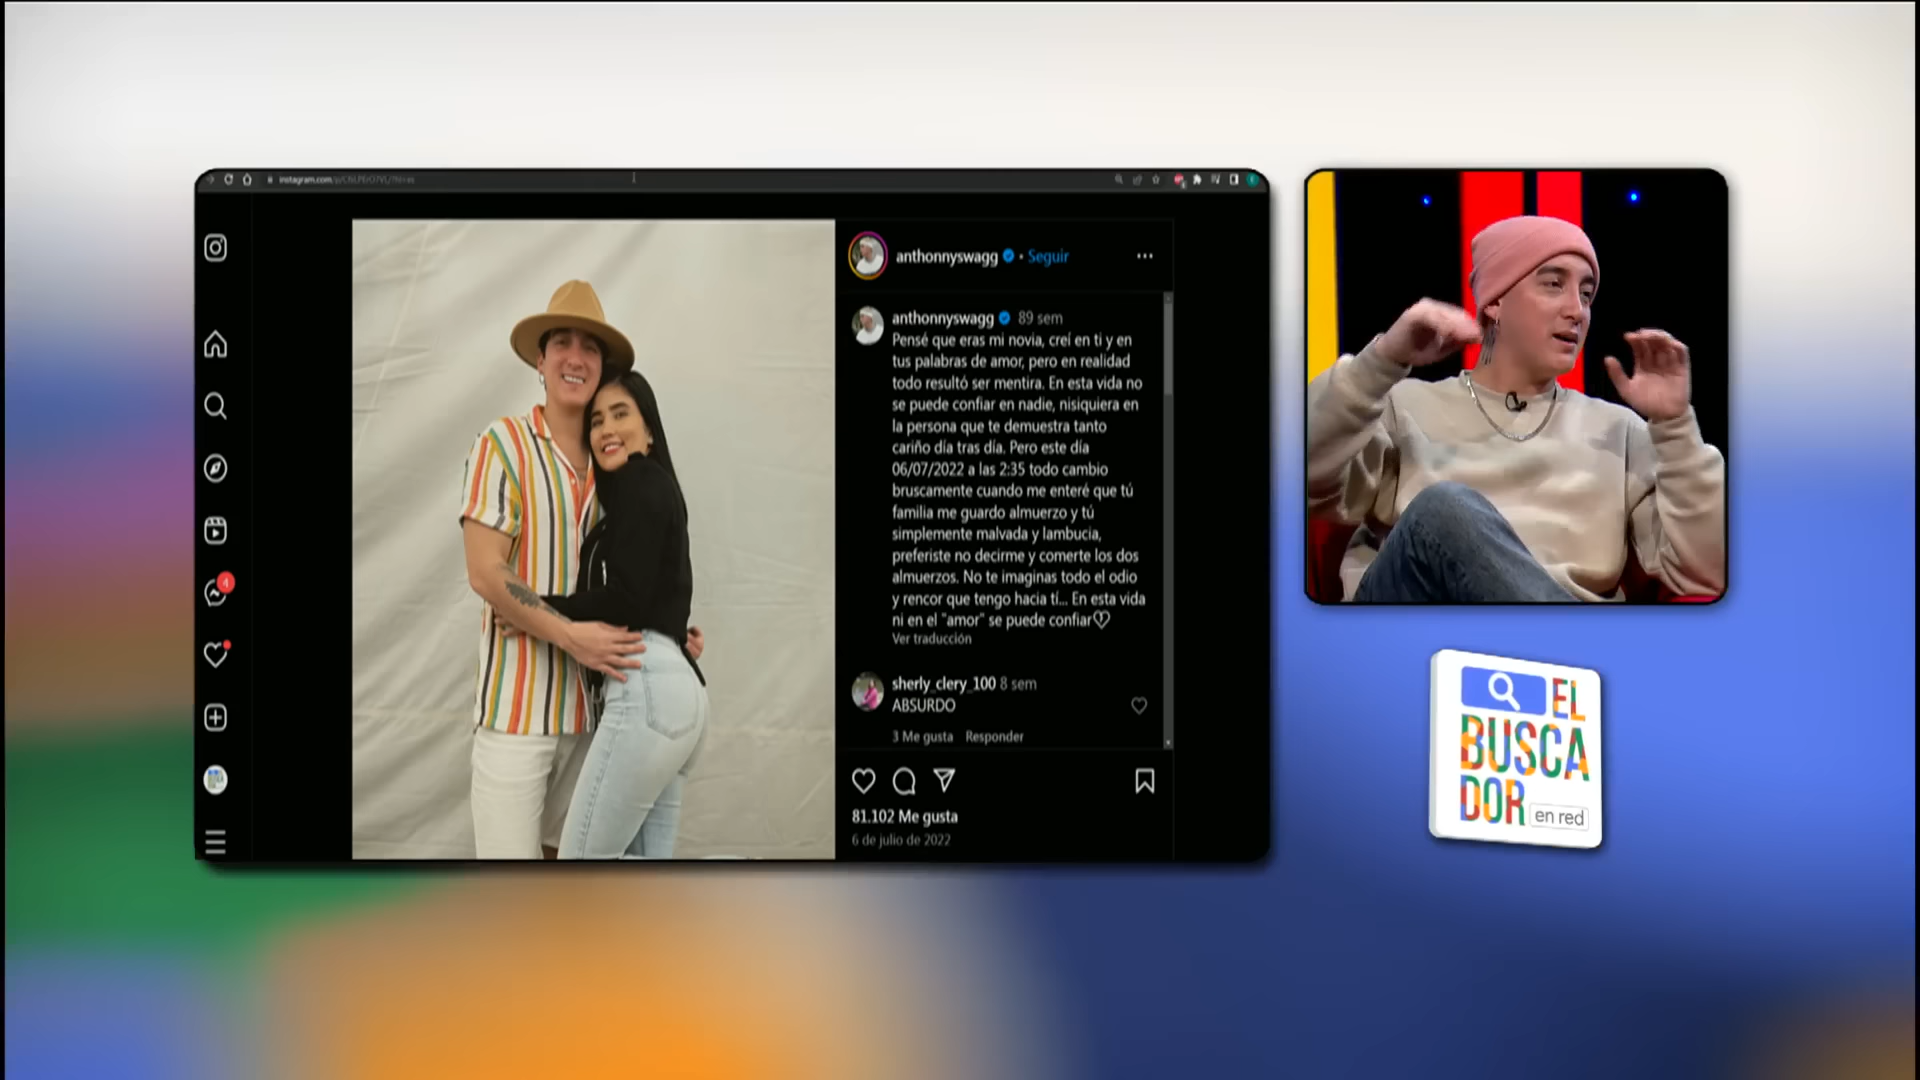 instagram.com
anthonnyswagg • Seguir
anthonnyswagg 89 sem
Pensé que eras mi novia, creí en ti y en
tus palabras de amor, pero en realidad
todo resultó ser mentira. En esta vida no
se puede confiar en nadie, nisiquiera en
la persona que te demuestra tanto
cariño día tras día. Pero este día
06/07/2022 a las 2:35 todo cambio
bruscamente cuando me enteré que tú
familia me guardo almuerzo y tú
simplemente malvada y lambucia,
preferiste no decirme y comerte los dos
almuerzos. No te imaginas todo el odio
y rencor que tengo hacia tí... En esta vida
ni en el "amor" se puede confiar
Ver traducción
sherly_clery_100 8 sem
ABSURDO
3 Me gusta Responder
81.102 Me gusta
6 de julio de 2022
4
EL
BUSCA
DOR
en red